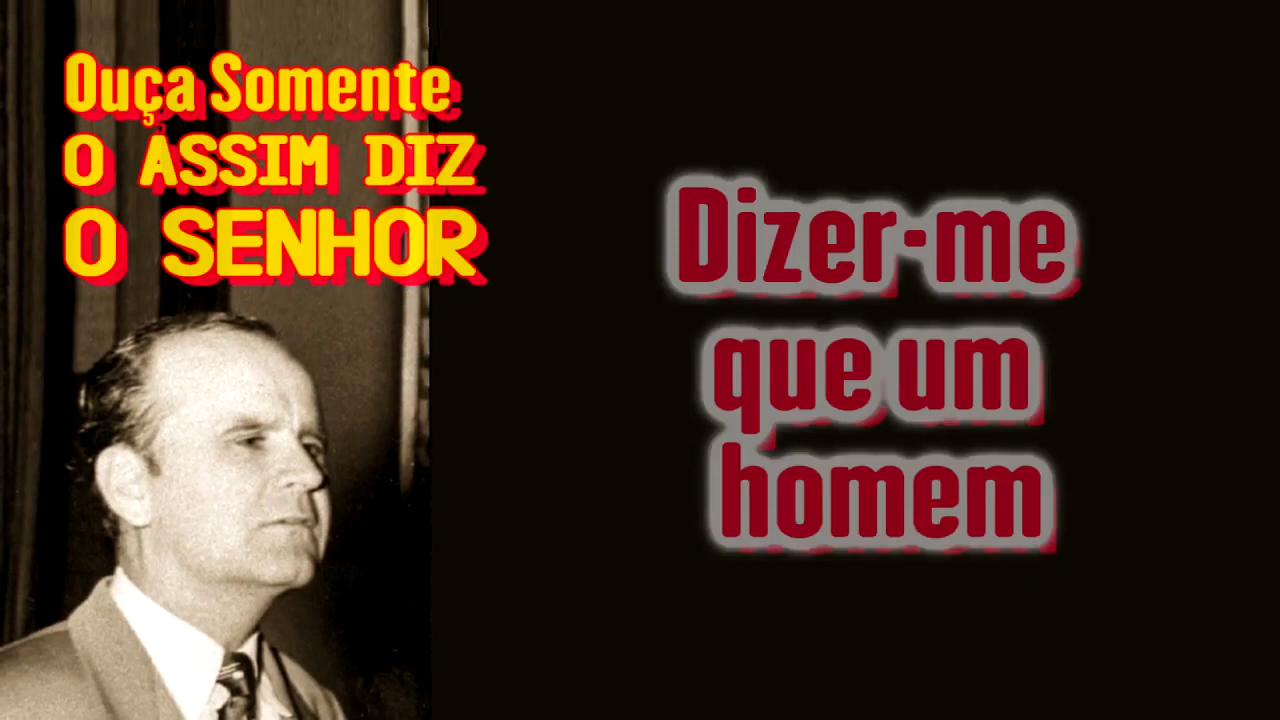 Ouça Somente
O ASSIM DIZ
O SENHOR
Dizer-me
que um
homem